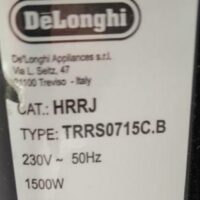 DeLonghi
De'Longhi Appliances s.r.l.
Via L. Seitz, 47
31100 Treviso - Italy
CAT.: HRRJ
TYPE: TRRS0715C.B
230V ~ 50Hz
1500W